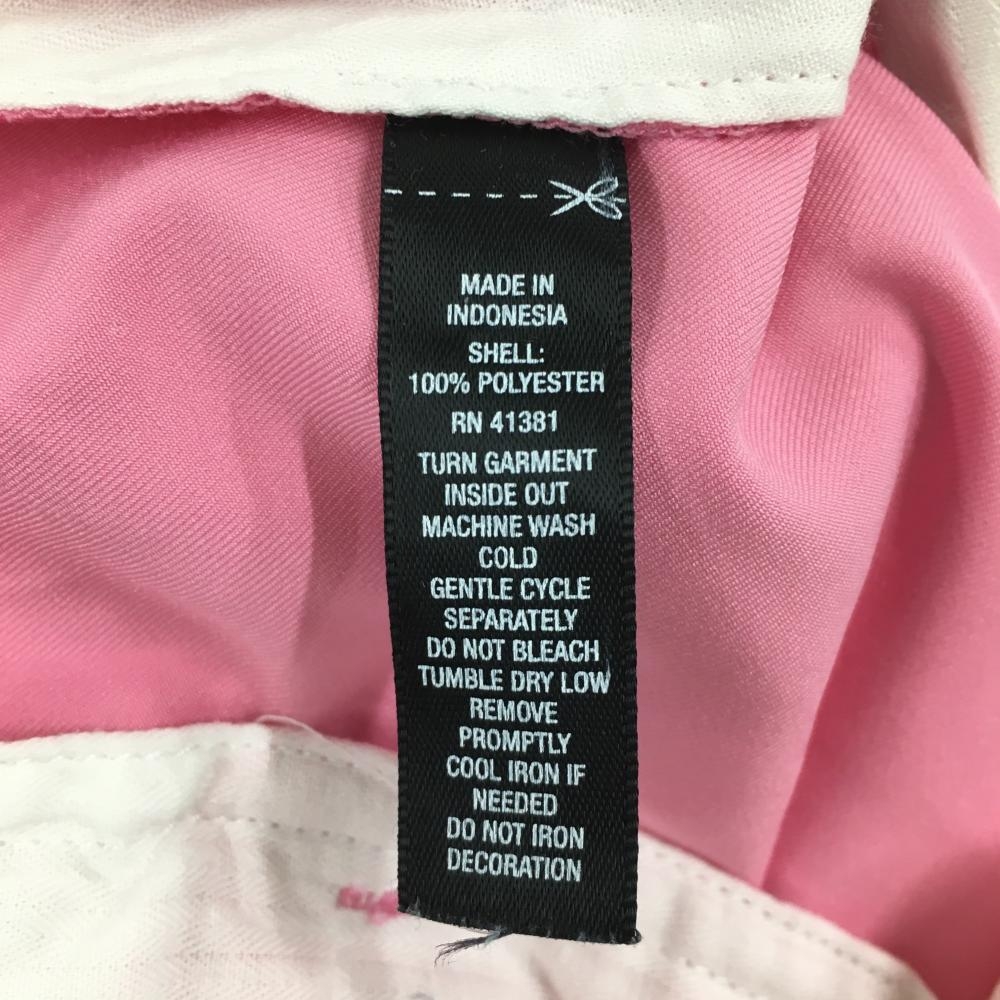 MADE IN
INDONESIA
SHELL:
100% POLYESTER
RN 41381
TURN GARMENT
INSIDE OUT
MACHINE WASH
COLD
GENTLE CYCLE
SEPARATELY
DO NOT BLEACH
TUMBLE DRY LOW
REMOVE
PROMPTLY
COOL IRON IF
NEEDED
DO NOT IRON
DECORATION